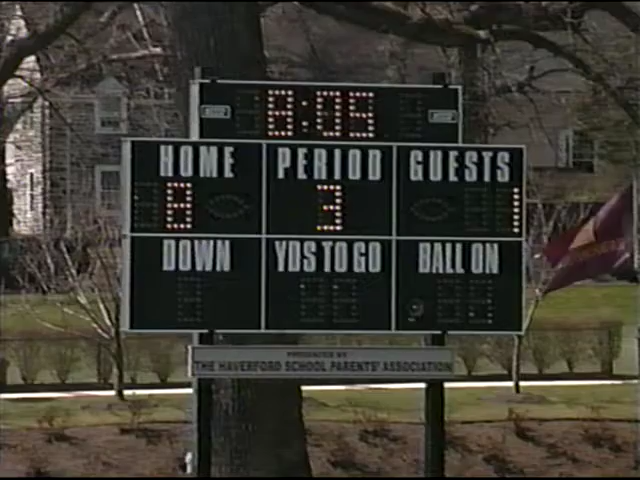 8:05
HOME PERIOD GUESTS
8 3 1
DOWN YDS TO GO BALL ON
PRESENTED BY
THE HAVERFORD SCHOOL PARENTS' ASSOCIATION